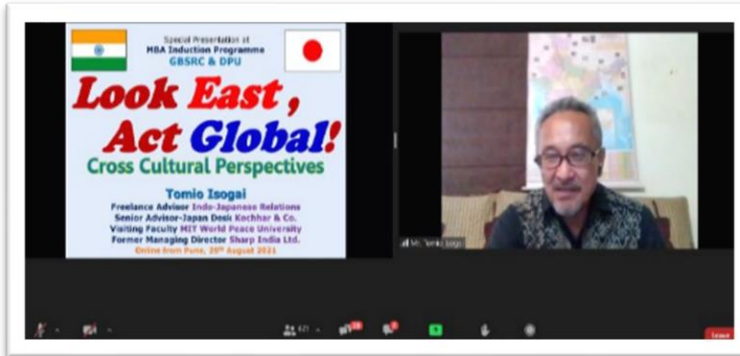 Special Presentation at
MBA Induction Programme
GBSRC & DPU
Look East ,
Act Global!
Cross Cultural Perspectives
Tomio Isogai
Freelance Advisor Indo-Japanese Relations
Senior Advisor-Japan Desk Kochhar & Co.
Visiting Faculty MIT World Peace University
Former Managing Director Sharp India Ltd.
Online from Pune, 20th August 2021
Mr. Tomio
Leave